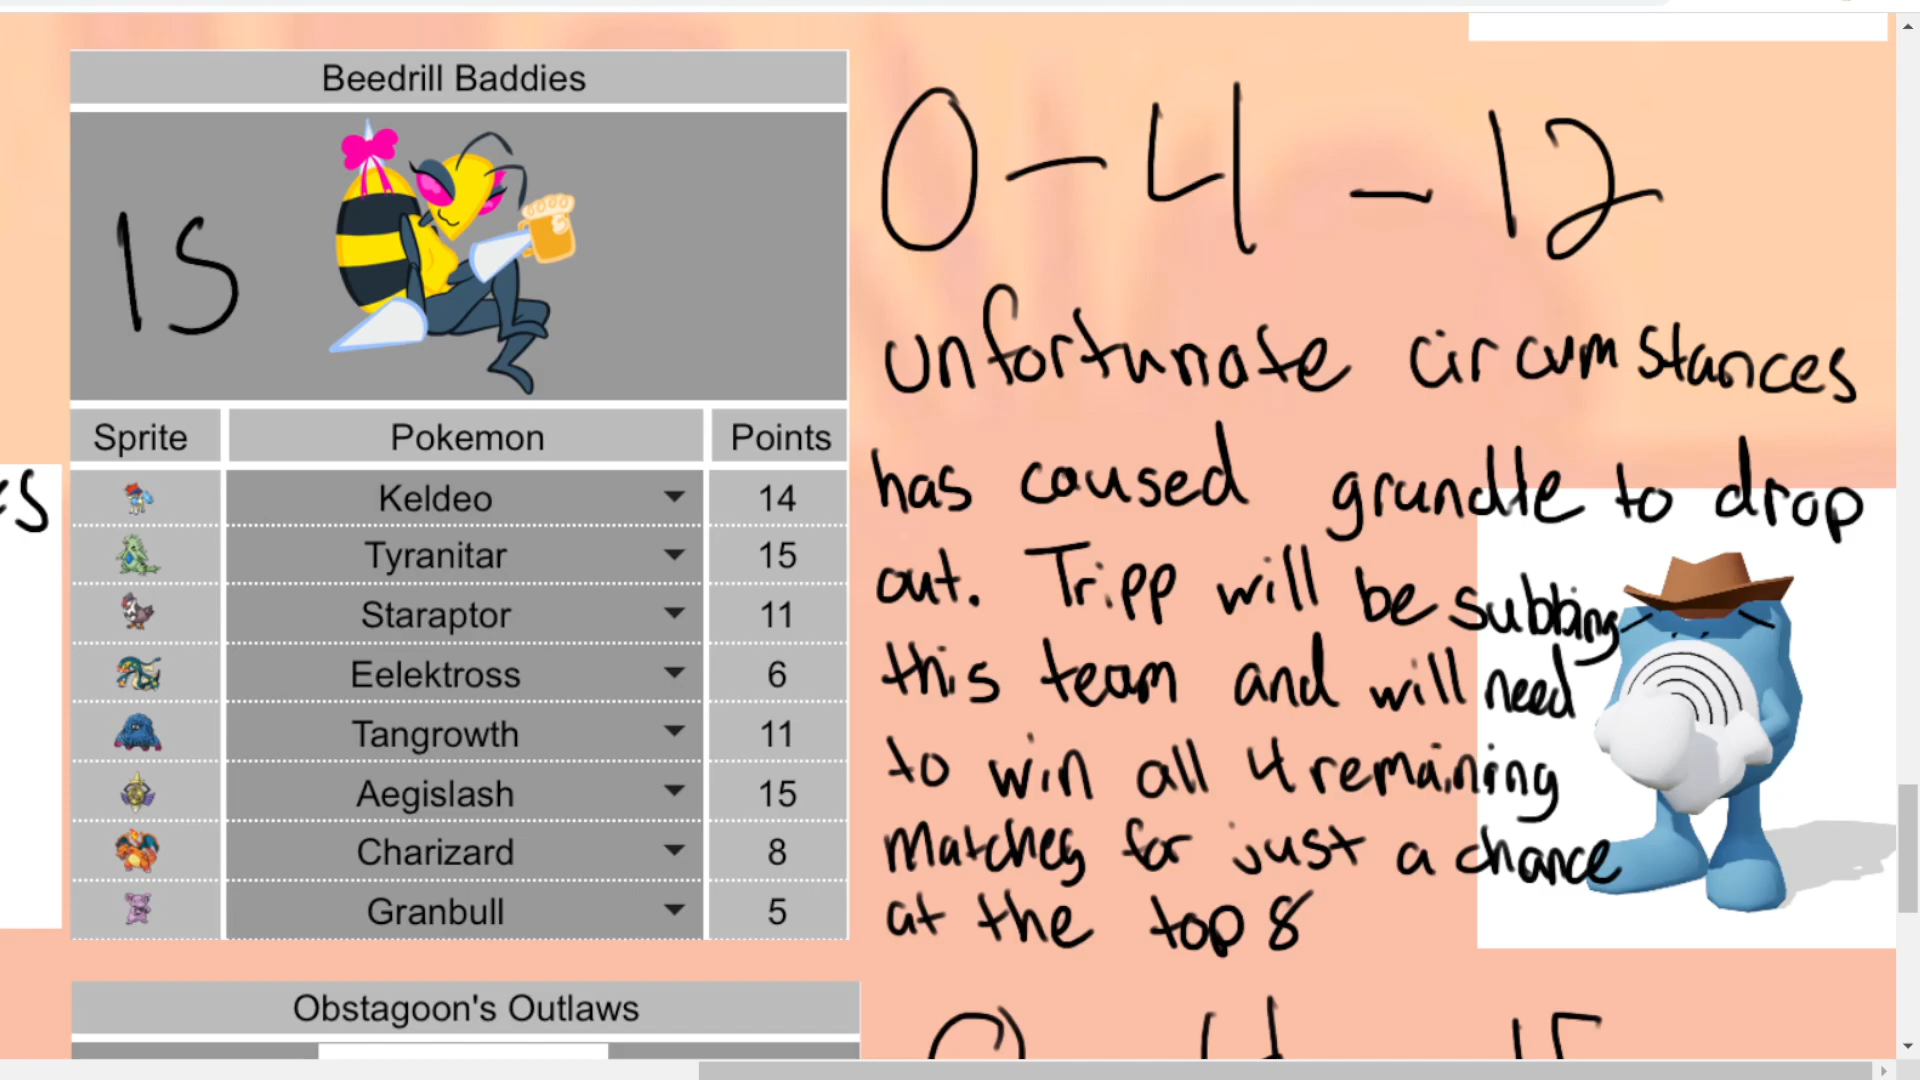 Beedrill Baddies
15
Sprite Pokemon Points
Keldeo 14
Tyranitar 15
Staraptor 11
Eelektross 6
Tangrowth 11
Aegislash 15
Charizard 8
Granbull 5
Obstagoon's Outlaws
0-4-12
unfortunate circumstances
has caused grundle to drop
out. Tripp will be subbing
this team and will need
to win all 4 remaining
matches for just a chance
at the top 8